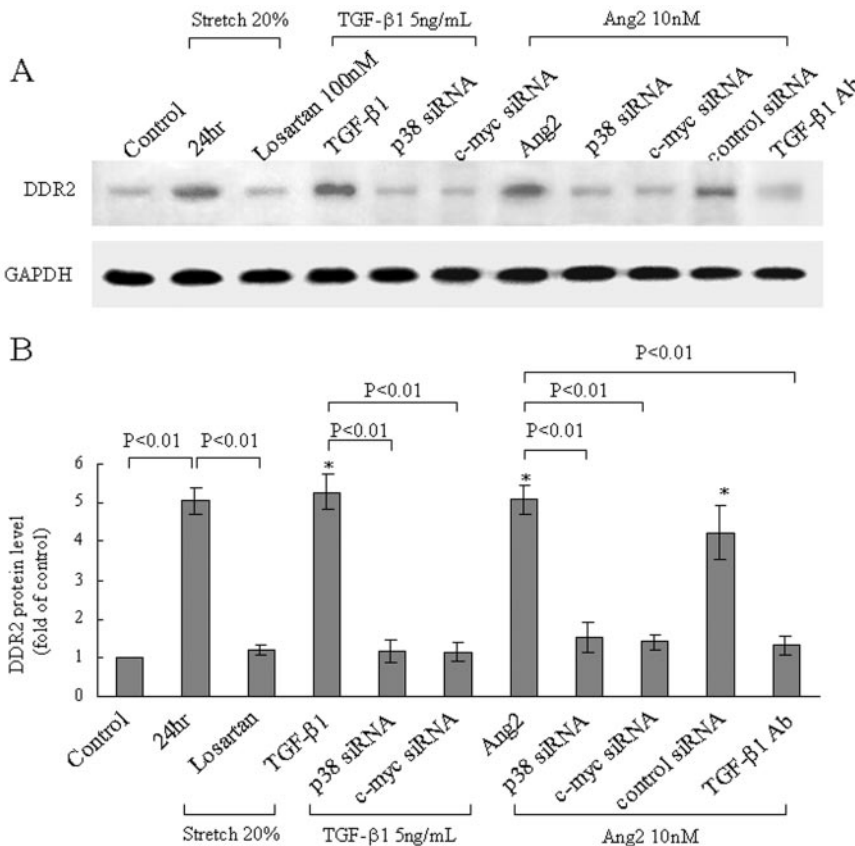 Stretch 20% TGF-β1 5ng/mL Ang2 10nM
A
Control 24hr Losartan 100nM TGF-β1 p38 siRNA c-myc siRNA Ang2 p38 siRNA c-myc siRNA control siRNA TGF-β1 Ab
DDR2
GAPDH
B
P<0.01
P<0.01 P<0.01
P<0.01 P<0.01 P<0.01 P<0.01
DDR2 protein level
(fold of control)
6
5
4
3
2
1
0
* * *
Control 24hr Losartan TGF-β1 p38 siRNA c-myc siRNA Ang2 p38 siRNA c-myc siRNA control siRNA TGF-β1 Ab
Stretch 20% TGF-β1 5ng/mL Ang2 10nM